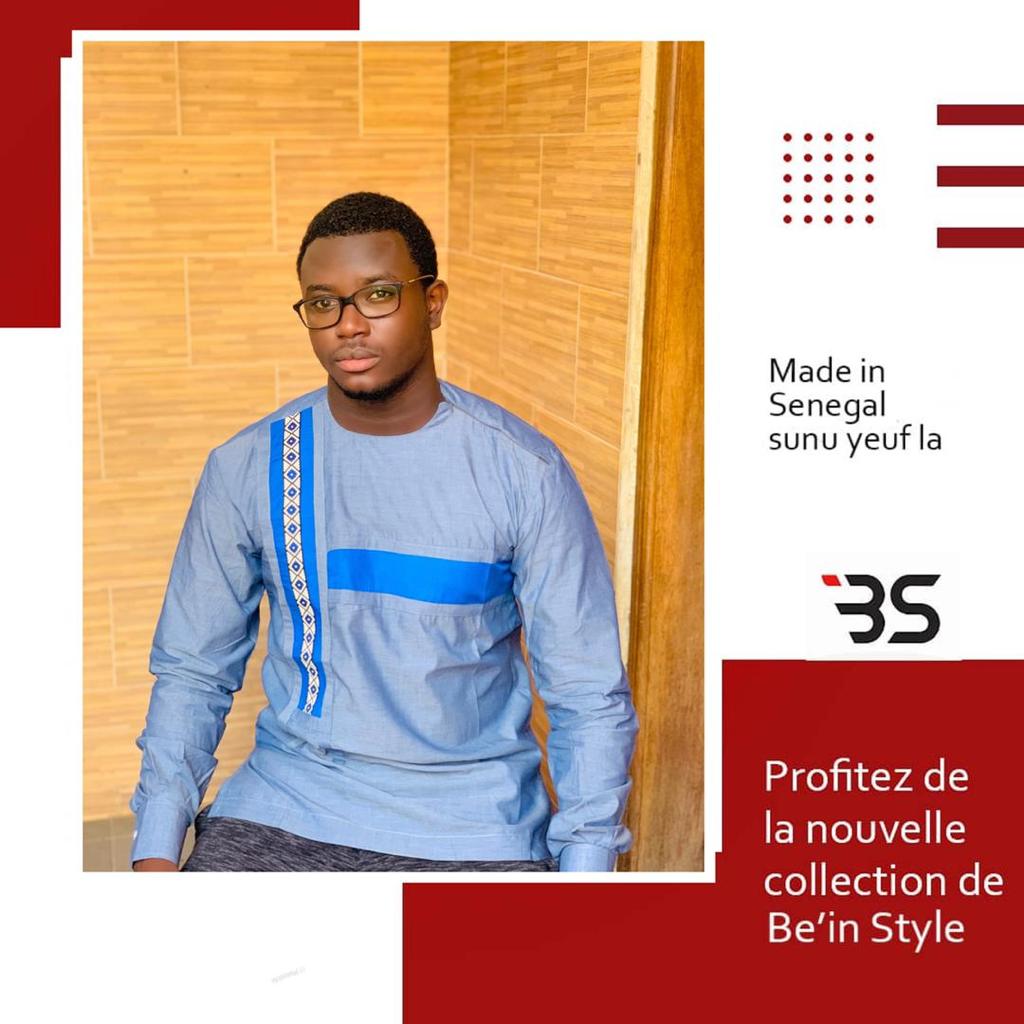 Made in
Senegal
sunu yeuf la
BS
Profitez de
la nouvelle
collection de
Be'in Style